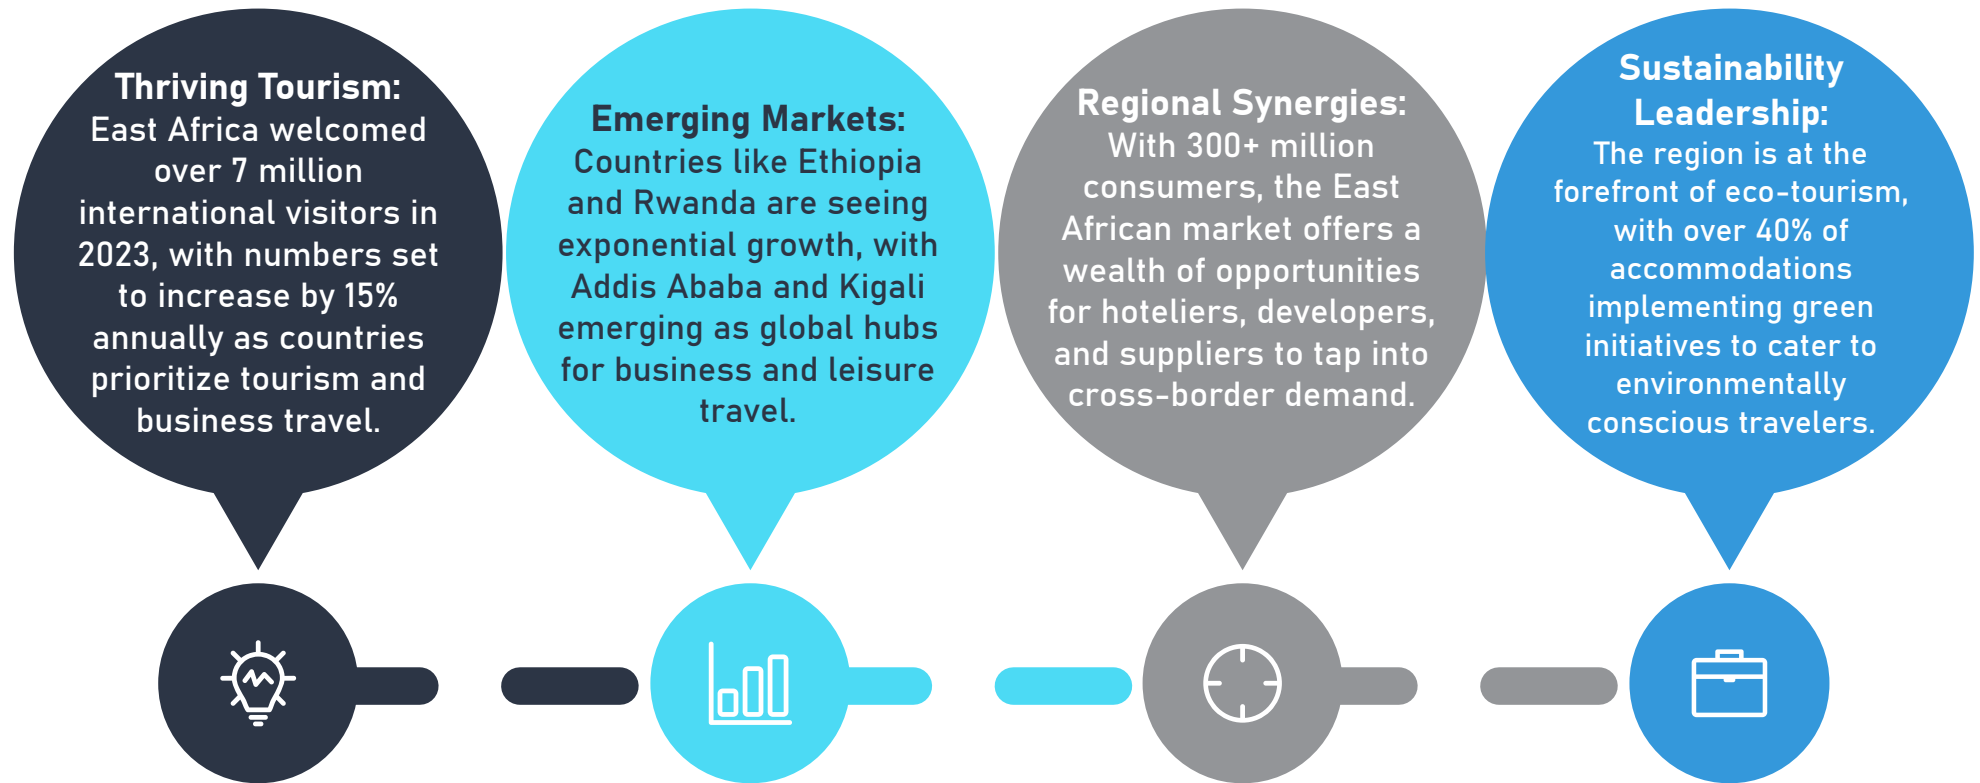 Thriving Tourism:
East Africa welcomed
over 7 million
international visitors in
2023, with numbers set
to increase by 15%
annually as countries
prioritize tourism and
business travel.
Emerging Markets:
Countries like Ethiopia
and Rwanda are seeing
exponential growth, with
Addis Ababa and Kigali
emerging as global hubs
for business and leisure
travel.
Regional Synergies:
With 300+ million
consumers, the East
African market offers a
wealth of opportunities
for hoteliers, developers,
and suppliers to tap into
cross-border demand.
Sustainability
Leadership:
The region is at the
forefront of eco-tourism,
with over 40% of
accommodations
implementing green
initiatives to cater to
environmentally
conscious travelers.